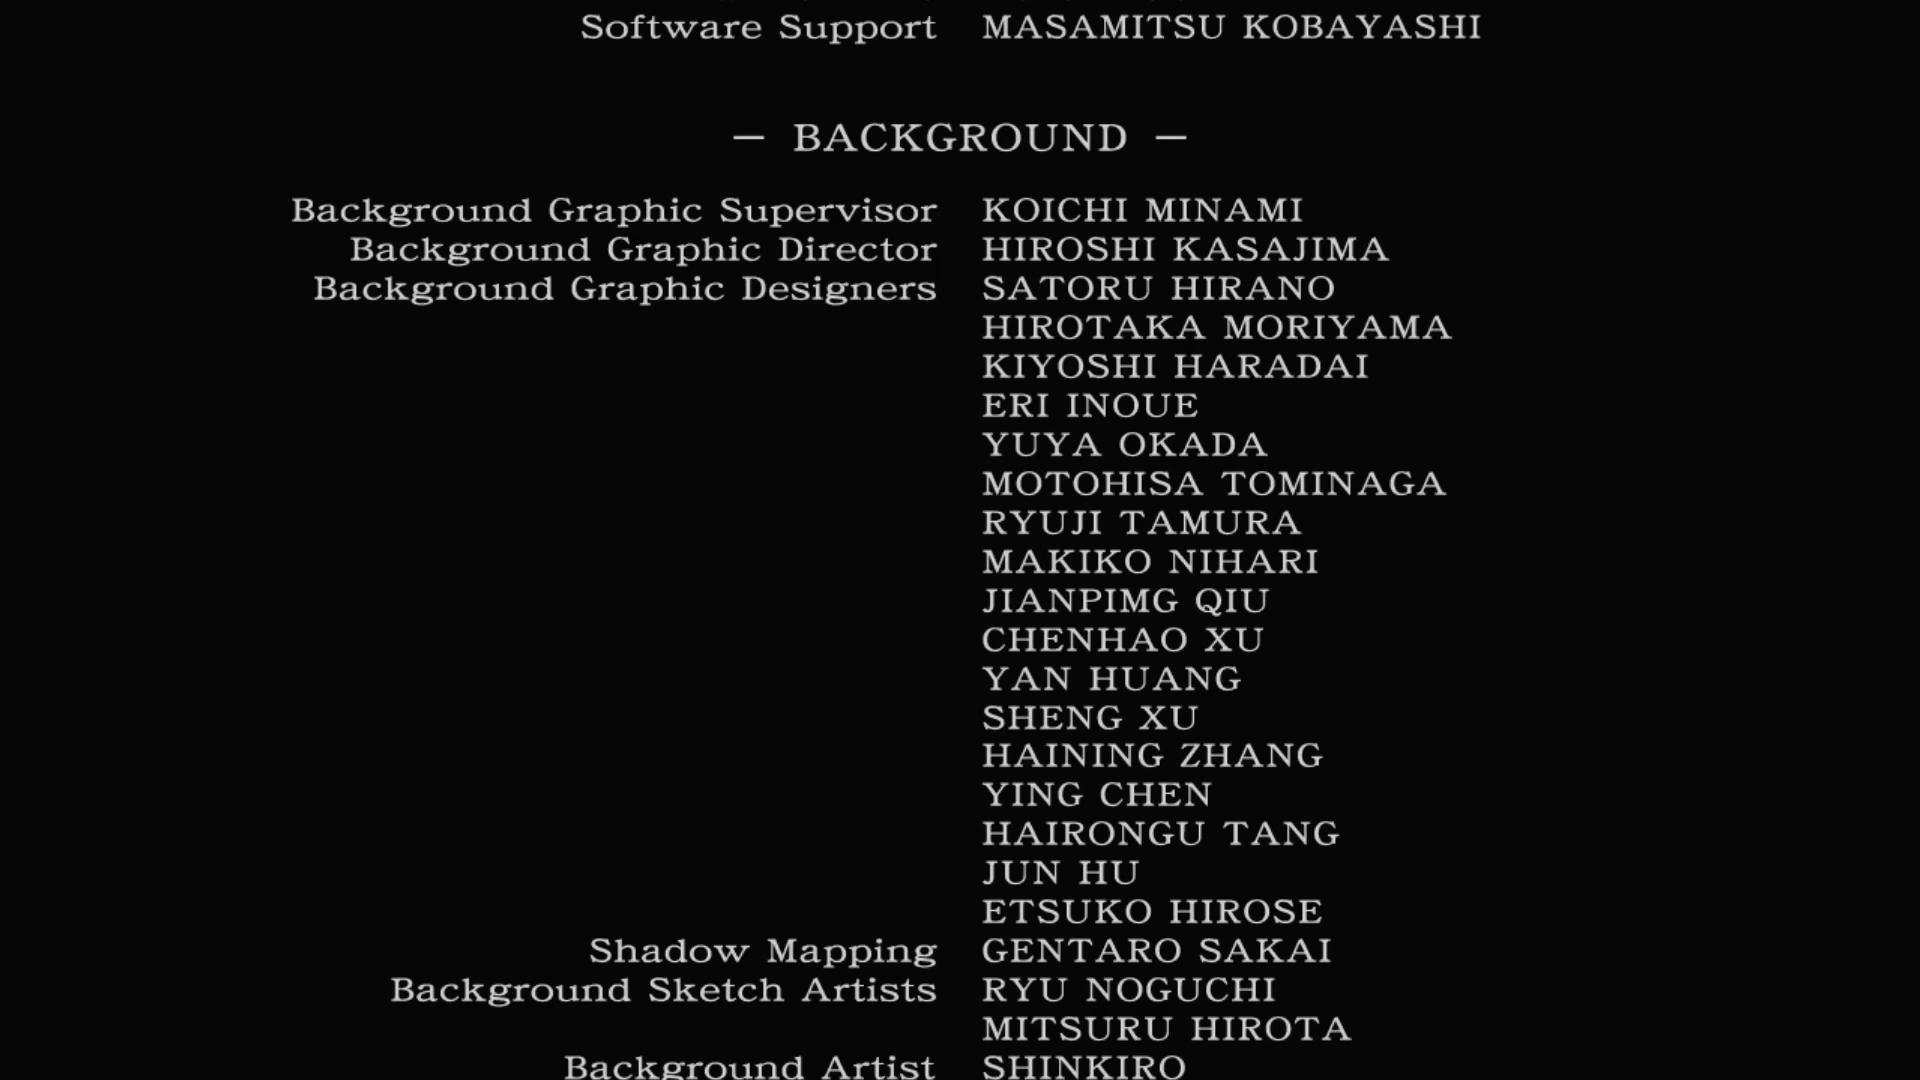 Software Support MASAMITSU KOBAYASHI
— BACKGROUND —
Background Graphic Supervisor KOICHI MINAMI
Background Graphic Director HIROSHI KASAJIMA
Background Graphic Designers SATORU HIRANO
HIROTAKA MORIYAMA
KIYOSHI HARADAI
ERI INOUE
YUYA OKADA
MOTOHISA TOMINAGA
RYUJI TAMURA
MAKIKO NIHARI
JIANPIMG QIU
CHENHAO XU
YAN HUANG
SHENG XU
HAINING ZHANG
YING CHEN
HAIRONGU TANG
JUN HU
ETSUKO HIROSE
Shadow Mapping GENTARO SAKAI
Background Sketch Artists RYU NOGUCHI
MITSURU HIROTA
Background Artist SHINKIRO